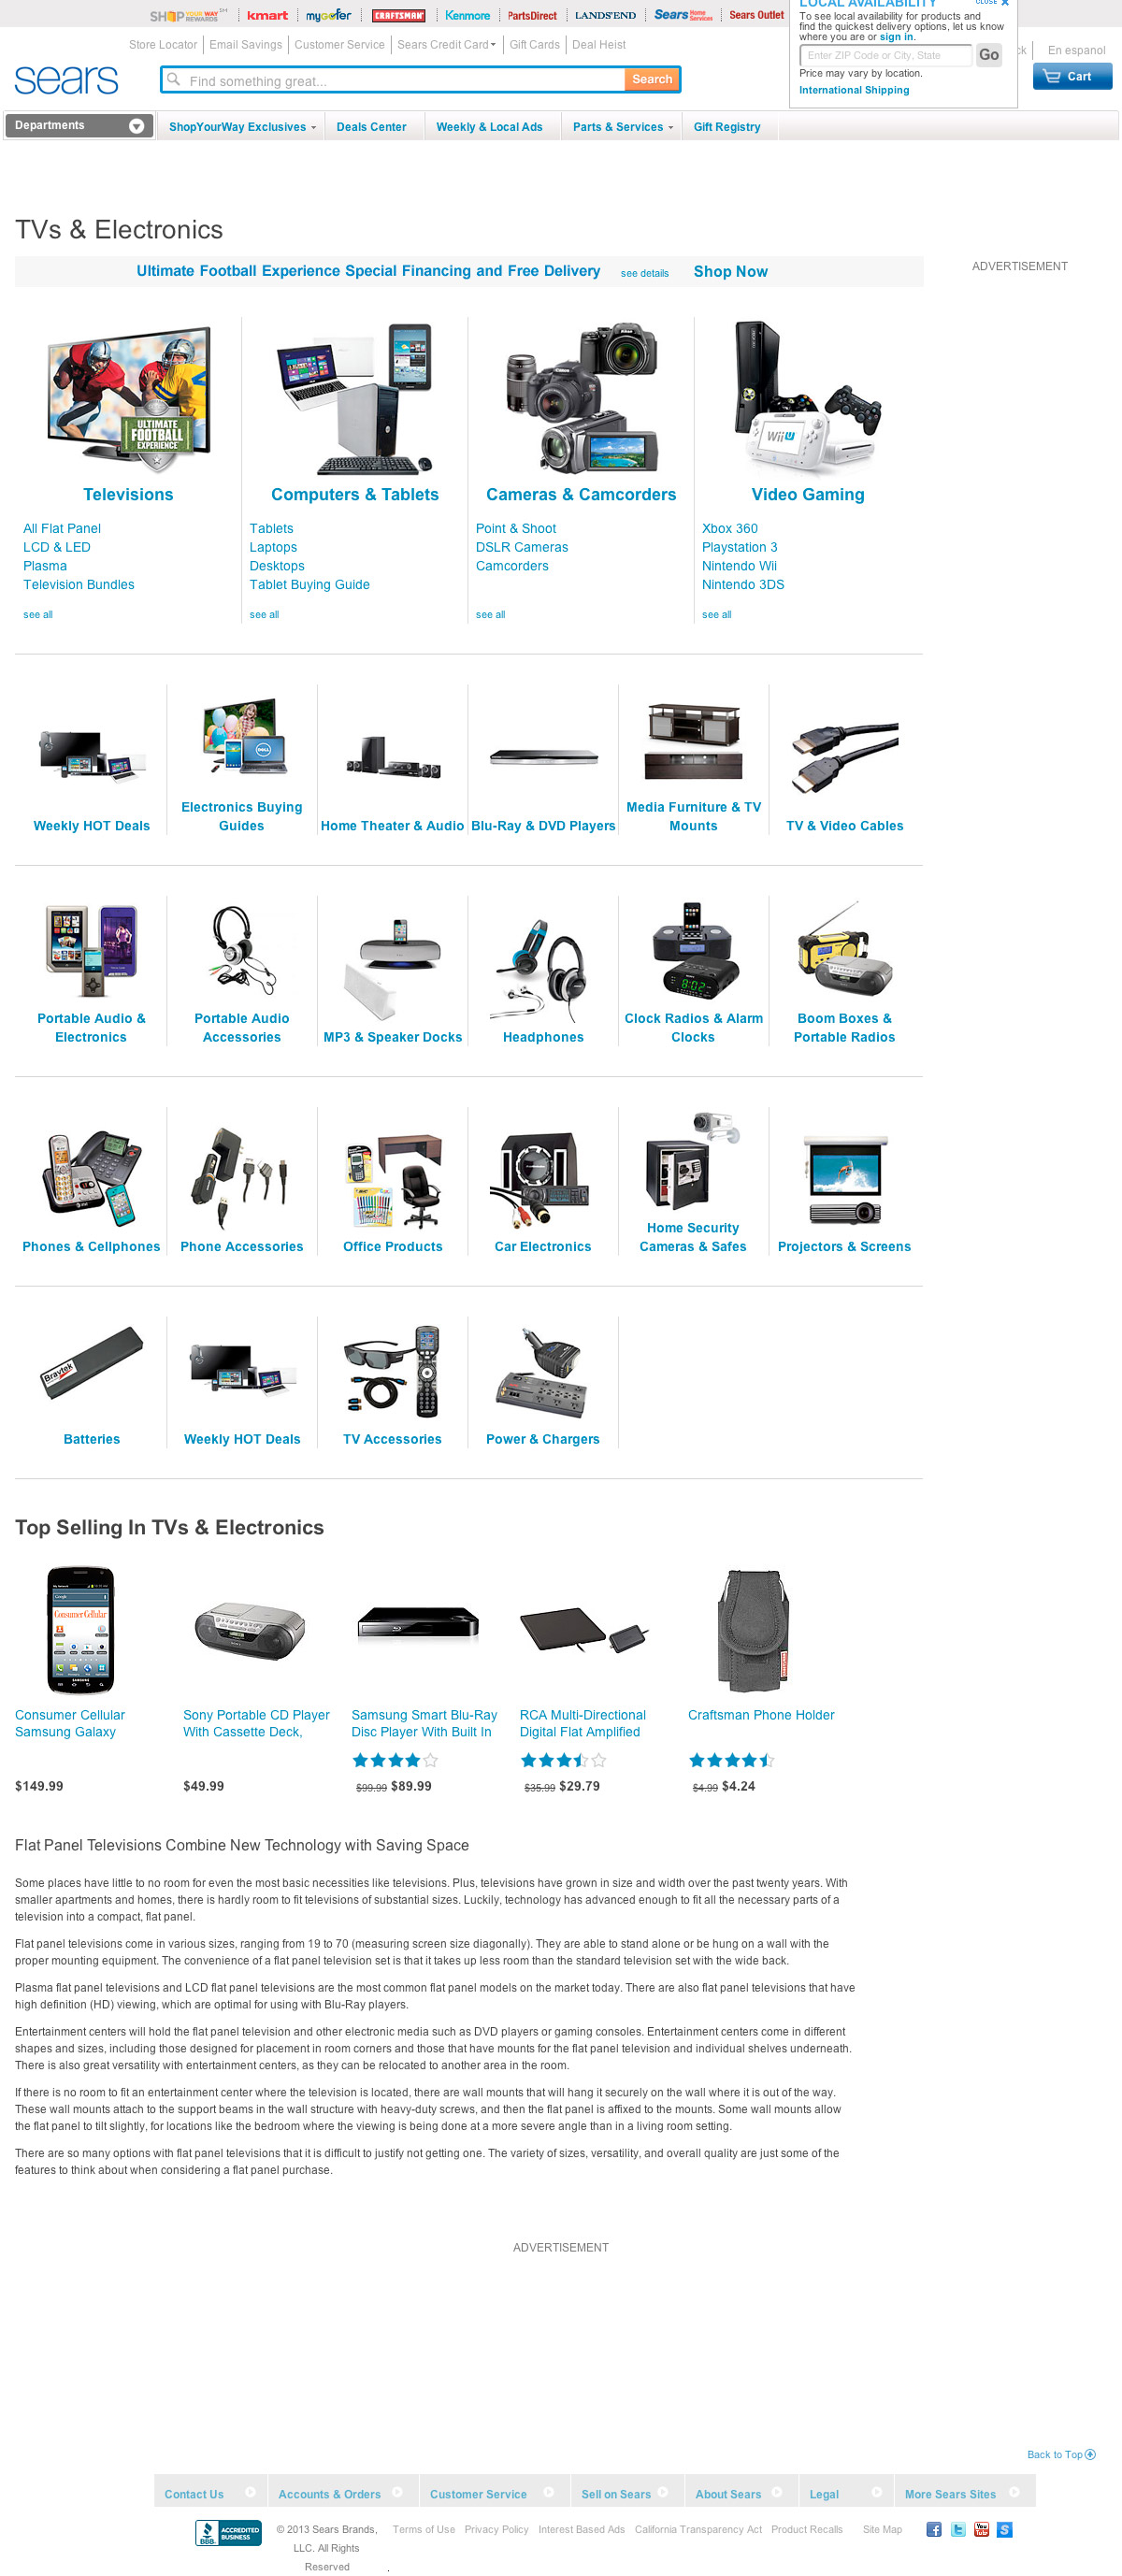 SHOP YOUR WAY REWARDS
kmart
mygofer
CRAFTSMAN
Kenmore
PartsDirect
LANDS'END
Sears Home Services
Sears Outlet
LOCAL AVAILABILITY
CLOSE
To see local availability for products and
find the quickest delivery options, let us know
where you are or sign in.
Enter ZIP Code or City, State
Go
Price may vary by location.
International Shipping
Store Locator
Email Savings
Customer Service
Sears Credit Card
Gift Cards
Deal Heist
En espanol
sears
Find something great...
Search
Cart
Departments
ShopYourWay Exclusives
Deals Center
Weekly & Local Ads
Parts & Services
Gift Registry
TVs & Electronics
Ultimate Football Experience Special Financing and Free Delivery see details Shop Now
ADVERTISEMENT
ULTIMATE
FOOTBALL
EXPERIENCE
Wii U
Televisions
All Flat Panel
LCD & LED
Plasma
Television Bundles
see all
Computers & Tablets
Tablets
Laptops
Desktops
Tablet Buying Guide
see all
Cameras & Camcorders
Point & Shoot
DSLR Cameras
Camcorders
see all
Video Gaming
Xbox 360
Playstation 3
Nintendo Wii
Nintendo 3DS
see all
Weekly HOT Deals
DELL
Electronics Buying
Guides
Home Theater & Audio
Blu-Ray & DVD Players
Media Furniture & TV
Mounts
TV & Video Cables
Portable Audio &
Electronics
Portable Audio
Accessories
MP3 & Speaker Docks
Headphones
8:02
Clock Radios & Alarm
Clocks
Boom Boxes &
Portable Radios
Phones & Cellphones
Phone Accessories
Office Products
Car Electronics
Home Security
Cameras & Safes
Projectors & Screens
Braytek
Batteries
Weekly HOT Deals
TV Accessories
Power & Chargers
Top Selling In TVs & Electronics
Google
Consumer Cellular
SAMSUNG
Consumer Cellular
Samsung Galaxy
$149.99
Sony Portable CD Player
With Cassette Deck,
$49.99
Samsung Smart Blu-Ray
Disc Player With Built In
$99.99 $89.99
RCA Multi-Directional
Digital Flat Amplified
$35.99 $29.79
Craftsman Phone Holder
$4.99 $4.24
Flat Panel Televisions Combine New Technology with Saving Space
Some places have little to no room for even the most basic necessities like televisions. Plus, televisions have grown in size and width over the past twenty years. With
smaller apartments and homes, there is hardly room to fit televisions of substantial sizes. Luckily, technology has advanced enough to fit all the necessary parts of a
television into a compact, flat panel.
Flat panel televisions come in various sizes, ranging from 19 to 70 (measuring screen size diagonally). They are able to stand alone or be hung on a wall with the
proper mounting equipment. The convenience of a flat panel television set is that it takes up less room than the standard television set with the wide back.
Plasma flat panel televisions and LCD flat panel televisions are the most common flat panel models on the market today. There are also flat panel televisions that have
high definition (HD) viewing, which are optimal for using with Blu-Ray players.
Entertainment centers will hold the flat panel television and other electronic media such as DVD players or gaming consoles. Entertainment centers come in different
shapes and sizes, including those designed for placement in room corners and those that have mounts for the flat panel television and individual shelves underneath.
There is also great versatility with entertainment centers, as they can be relocated to another area in the room.
If there is no room to fit an entertainment center where the television is located, there are wall mounts that will hang it securely on the wall where it is out of the way.
These wall mounts attach to the support beams in the wall structure with heavy-duty screws, and then the flat panel is affixed to the mounts. Some wall mounts allow
the flat panel to tilt slightly, for locations like the bedroom where the viewing is being done at a more severe angle than in a living room setting.
There are so many options with flat panel televisions that it is difficult to justify not getting one. The variety of sizes, versatility, and overall quality are just some of the
features to think about when considering a flat panel purchase.
ADVERTISEMENT
Back to Top
Contact Us
Accounts & Orders
Customer Service
Sell on Sears
About Sears
Legal
More Sears Sites
BBB
ACCREDITED
BUSINESS
© 2013 Sears Brands,
LLC. All Rights
Reserved
Terms of Use
Privacy Policy
Interest Based Ads
California Transparency Act
Product Recalls
Site Map